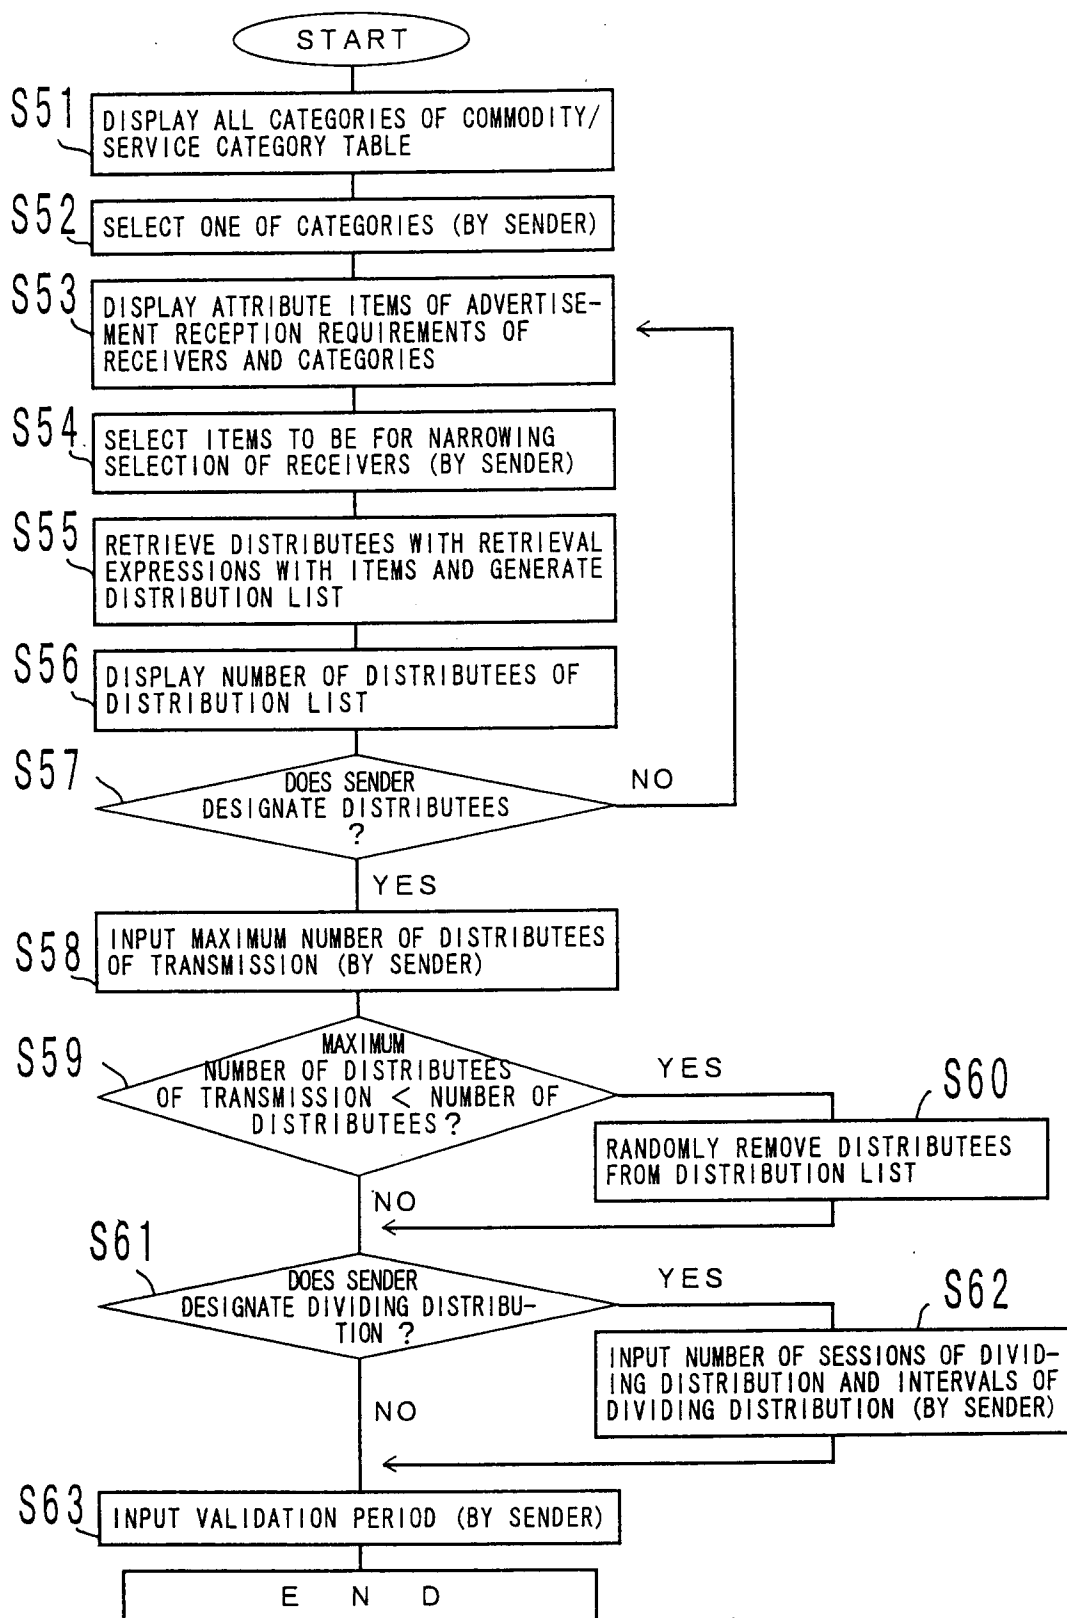 START
S51
DISPLAY ALL CATEGORIES OF COMMODITY/
SERVICE CATEGORY TABLE
S52
SELECT ONE OF CATEGORIES (BY SENDER)
S53
DISPLAY ATTRIBUTE ITEMS OF ADVERTISE-
MENT RECEPTION REQUIREMENTS OF
RECEIVERS AND CATEGORIES
S54
SELECT ITEMS TO BE FOR NARROWING
SELECTION OF RECEIVERS (BY SENDER)
S55
RETRIEVE DISTRIBUTEES WITH RETRIEVAL
EXPRESSIONS WITH ITEMS AND GENERATE
DISTRIBUTION LIST
S56
DISPLAY NUMBER OF DISTRIBUTEES OF
DISTRIBUTION LIST
S57
DOES SENDER
DESIGNATE DISTRIBUTEES
?
NO
YES
S58
INPUT MAXIMUM NUMBER OF DISTRIBUTEES
OF TRANSMISSION (BY SENDER)
S59
MAXIMUM
NUMBER OF DISTRIBUTEES
OF TRANSMISSION < NUMBER OF
DISTRIBUTEES?
YES
S60
RANDOMLY REMOVE DISTRIBUTEES
FROM DISTRIBUTION LIST
NO
S61
DOES SENDER
DESIGNATE DIVIDING DISTRIBU-
TION ?
YES
S62
INPUT NUMBER OF SESSIONS OF DIVID-
ING DISTRIBUTION AND INTERVALS OF
DIVIDING DISTRIBUTION (BY SENDER)
NO
S63
INPUT VALIDATION PERIOD (BY SENDER)
E N D